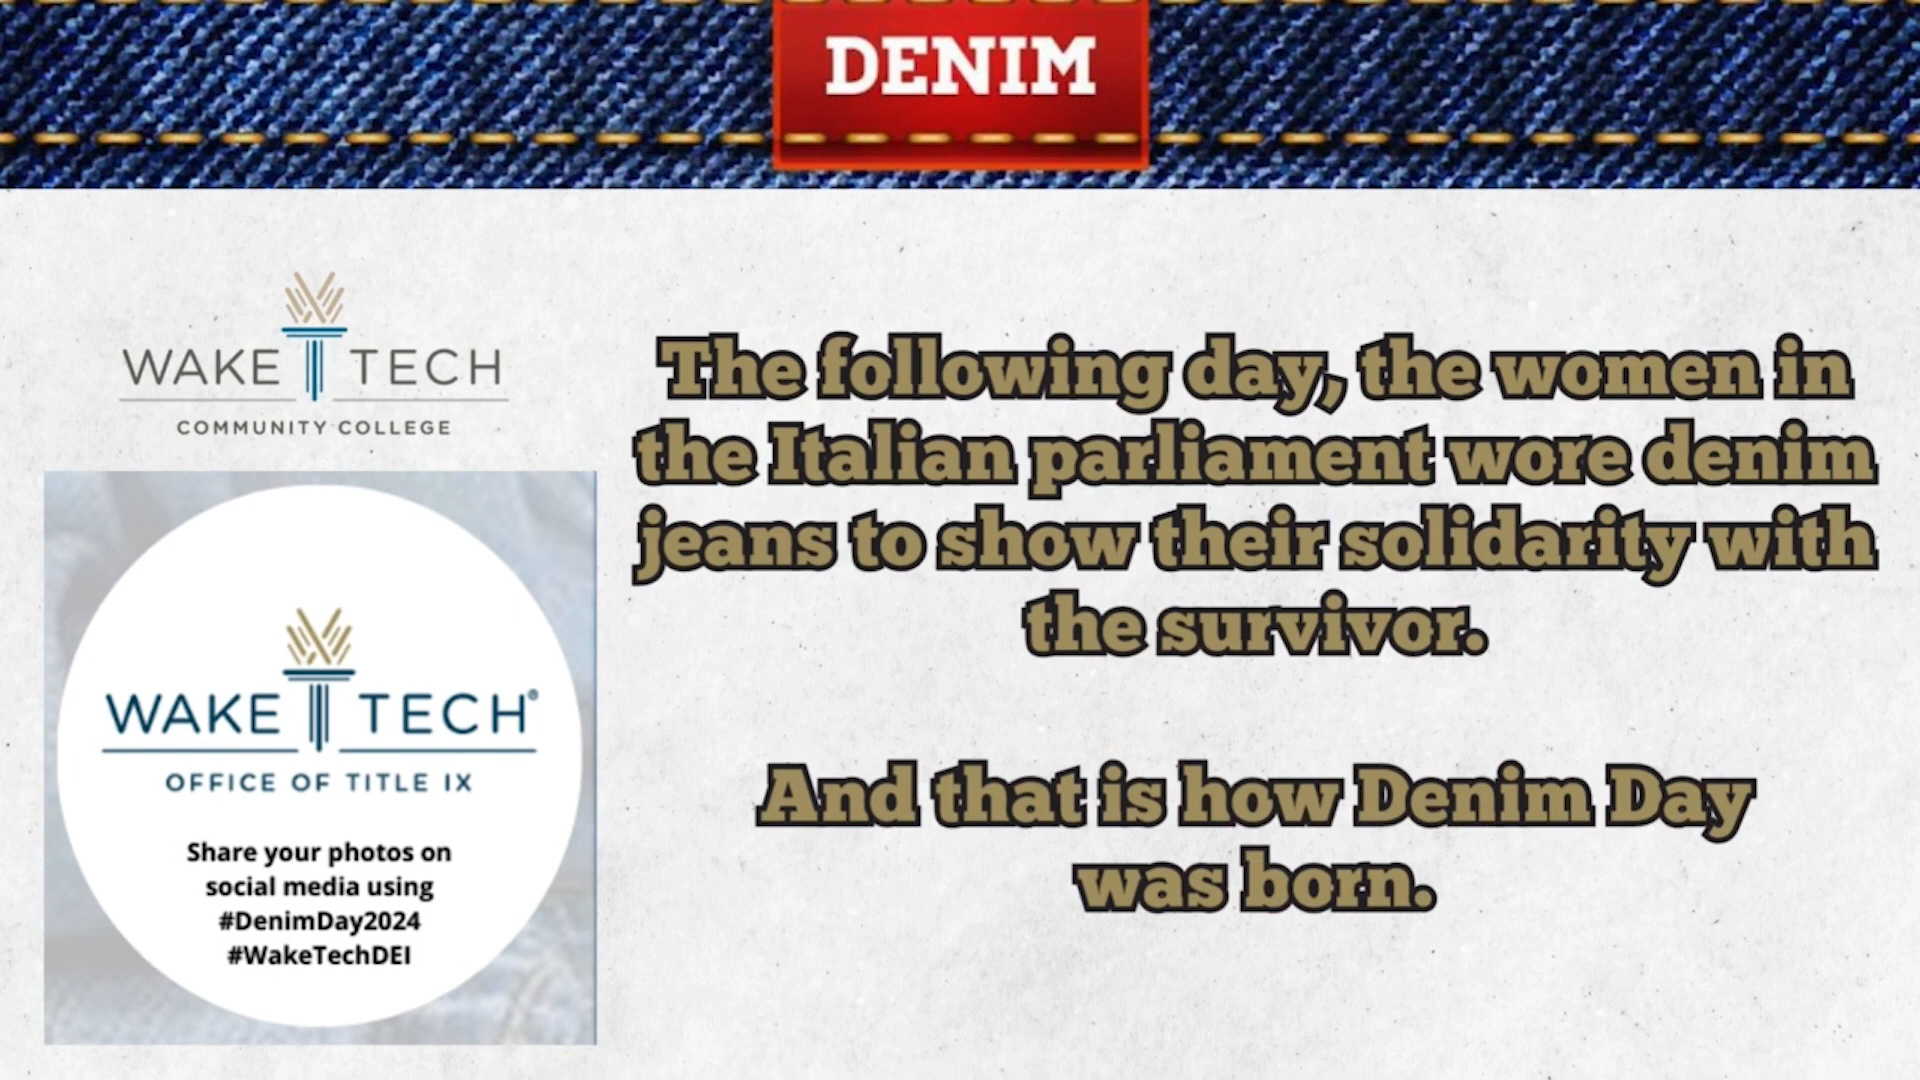 DENIM
WAKE TECH
COMMUNITY COLLEGE
WAKE TECH®
OFFICE OF TITLE IX
Share your photos on
social media using
#DenimDay2024
#WakeTechDEI
The following day, the women in
the Italian parliament wore denim
jeans to show their solidarity with
the survivor.
And that is how Denim Day
was born.